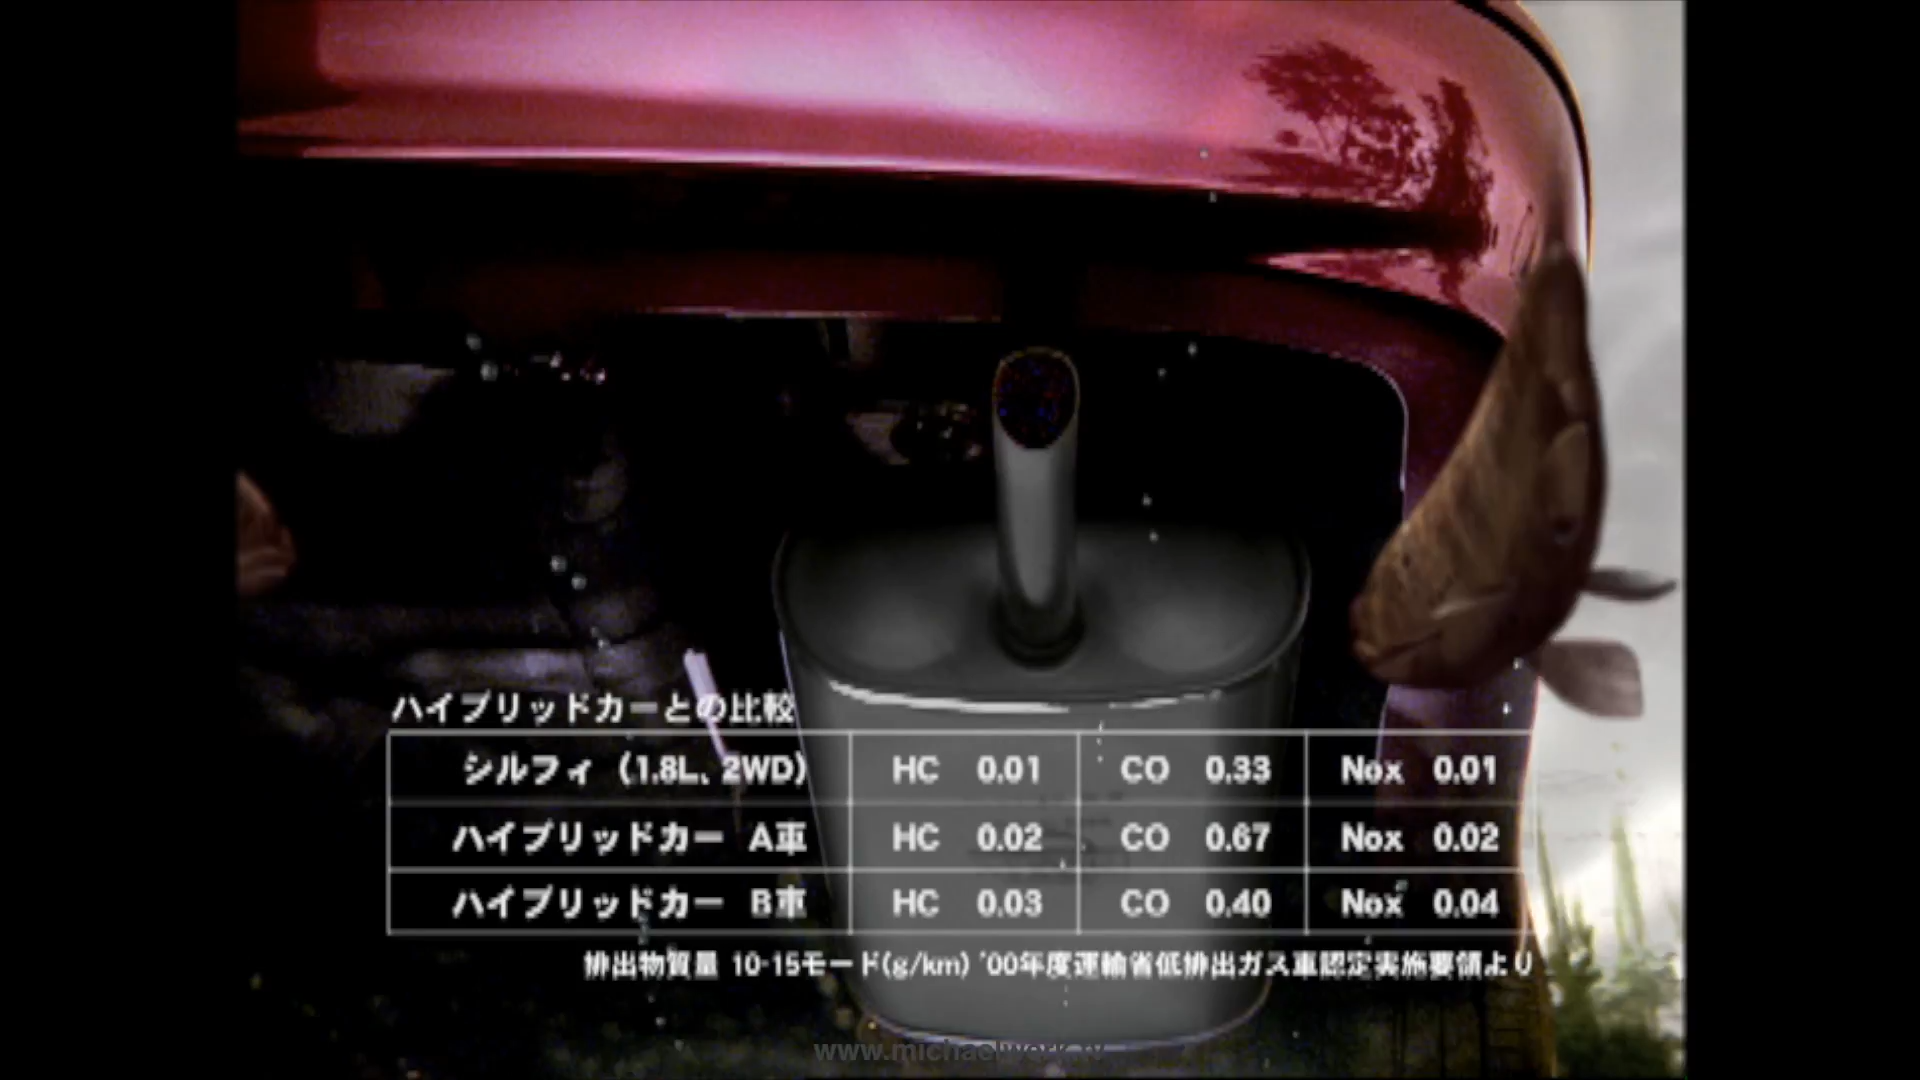 ハイブリッドカーとの比較
シルフィ（1.8L、2WD） HC 0.01 CO 0.33 Nox 0.01
ハイブリッドカー A車 HC 0.02 CO 0.67 Nox 0.02
ハイブリッドカー B車 HC 0.03 CO 0.40 Nox 0.04
排出物質量 10-15モード(g/km) '00年度運輸省低排出ガス車認定実施要領より
www.michaelwork.tv